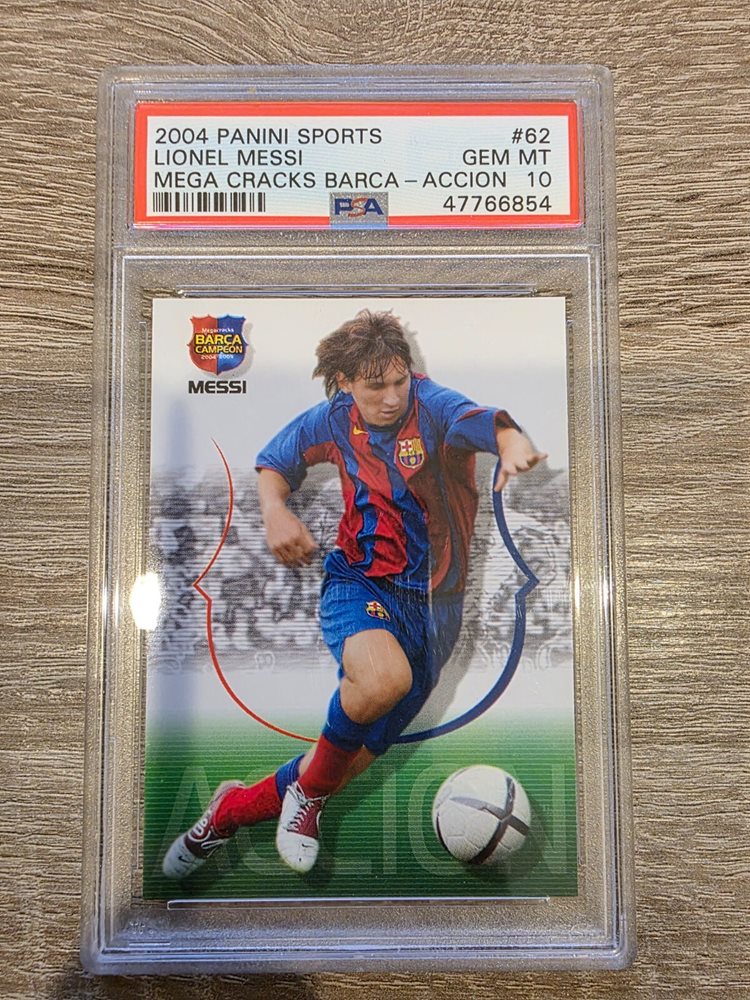 2004 PANINI SPORTS #62
LIONEL MESSI GEM MT
MEGA CRACKS BARCA - ACCION 10
PSA 47766854
Megacracks
BARÇA
CAMPEÓN
2004 2005
MESSI
ACCION